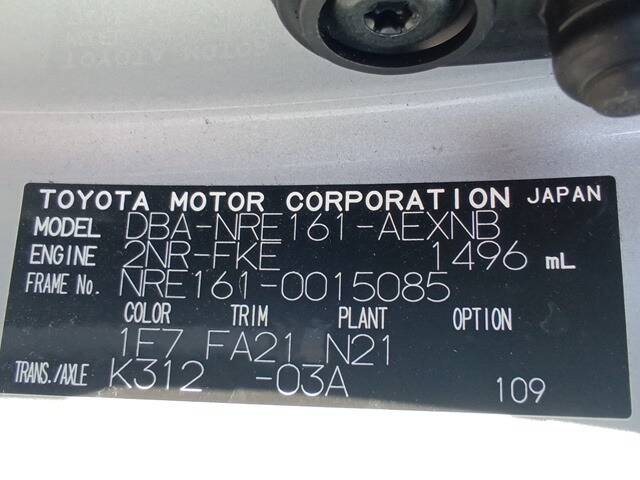 TOYOTA MOTOR CORPORATION JAPAN
MODEL DBA-NRE161-AEXNB
ENGINE 2NR-FKE 1496 mL
FRAME No. NRE161-0015085
COLOR TRIM PLANT OPTION
1F7 FA21 N21
TRANS./AXLE K312 -03A 109